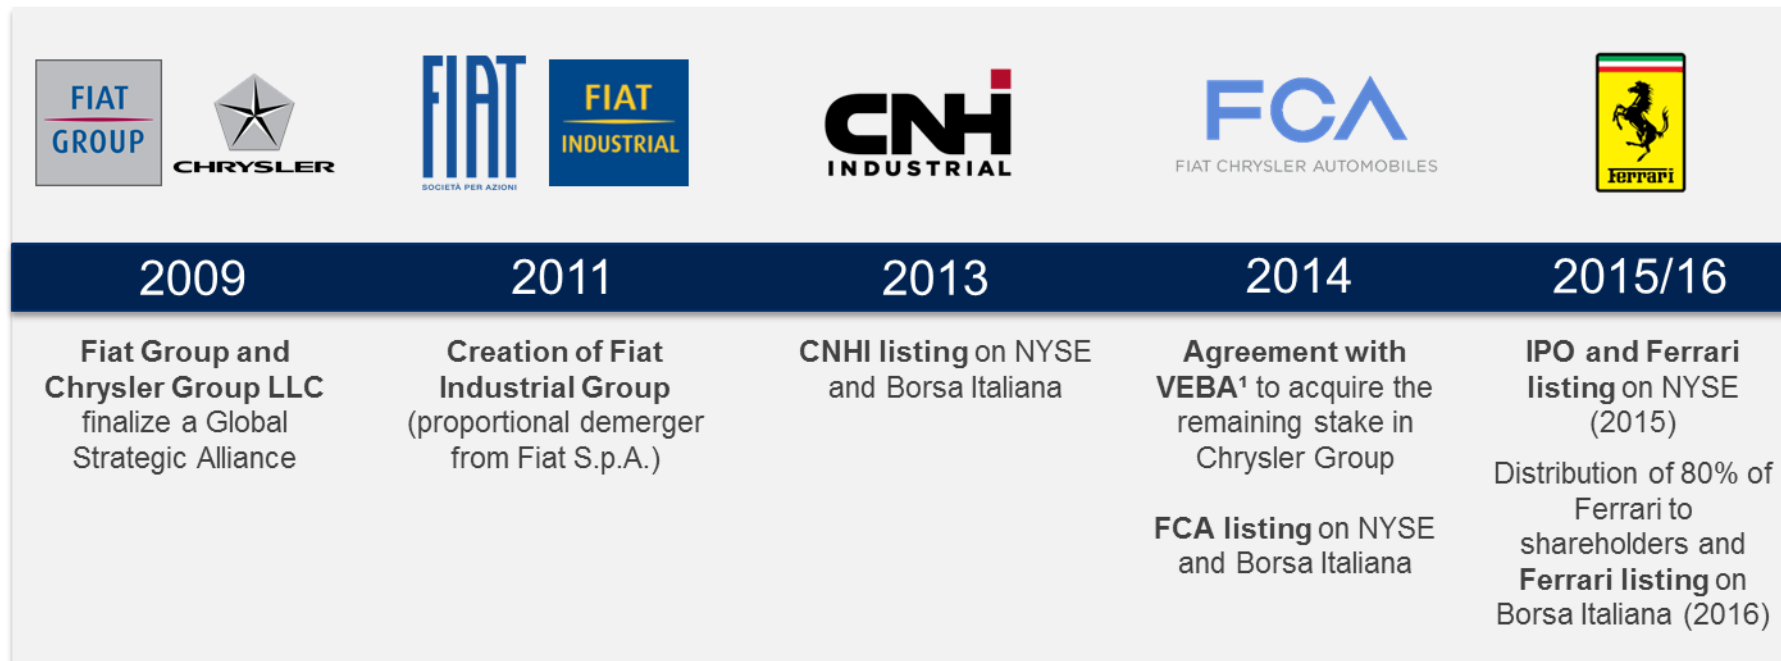 FIAT
GROUP
CHRYSLER
FIAT
SOCIETÀ PER AZIONI
FIAT
INDUSTRIAL
CNH
INDUSTRIAL
FCA
FIAT CHRYSLER AUTOMOBILES
Ferrari
2009
2011
2013
2014
2015/16
Fiat Group and
Chrysler Group LLC
finalize a Global
Strategic Alliance
Creation of Fiat
Industrial Group
(proportional demerger
from Fiat S.p.A.)
CNHI listing on NYSE
and Borsa Italiana
Agreement with
VEBA¹ to acquire the
remaining stake in
Chrysler Group
FCA listing on NYSE
and Borsa Italiana
IPO and Ferrari
listing on NYSE
(2015)
Distribution of 80% of
Ferrari to
shareholders and
Ferrari listing on
Borsa Italiana (2016)